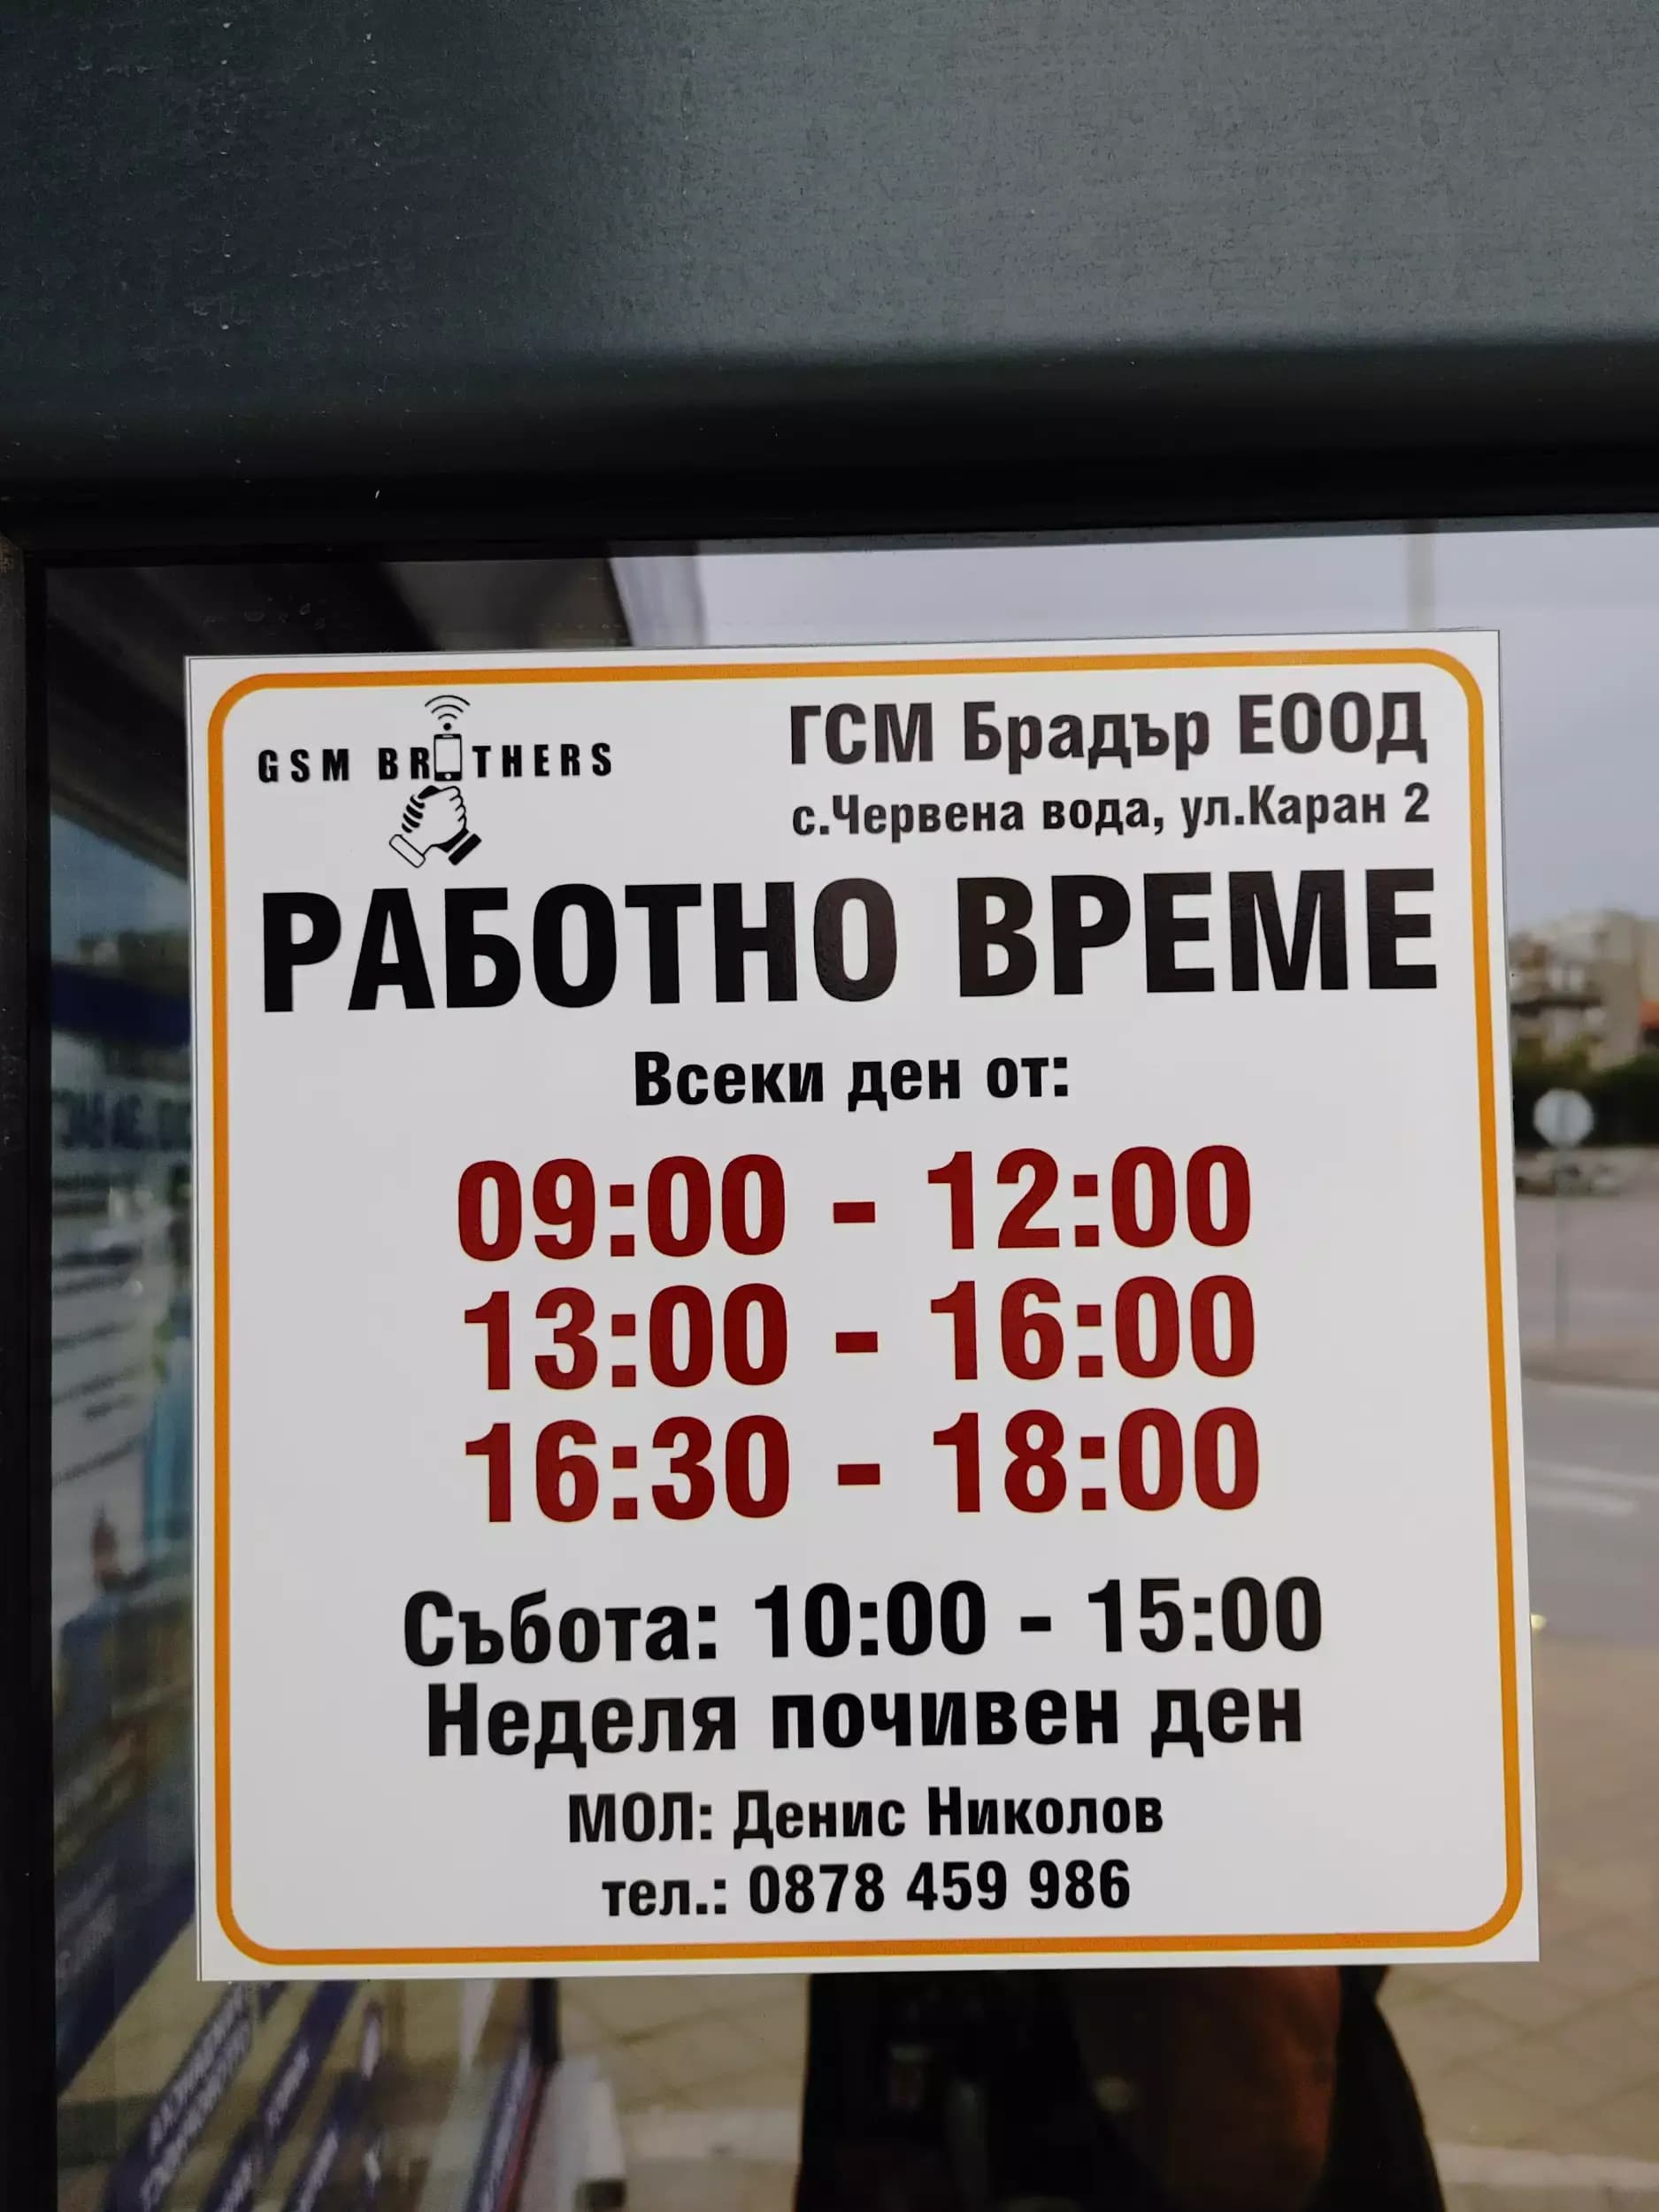 GSM BROTHERS
ГСМ Брадър ЕООД
с.Червена вода, ул.Каран 2
РАБОТНО ВРЕМЕ
Всеки ден от:
09:00 - 12:00
13:00 - 16:00
16:30 - 18:00
Събота: 10:00 - 15:00
Неделя почивен ден
МОЛ: Денис Николов
тел.: 0878 459 986